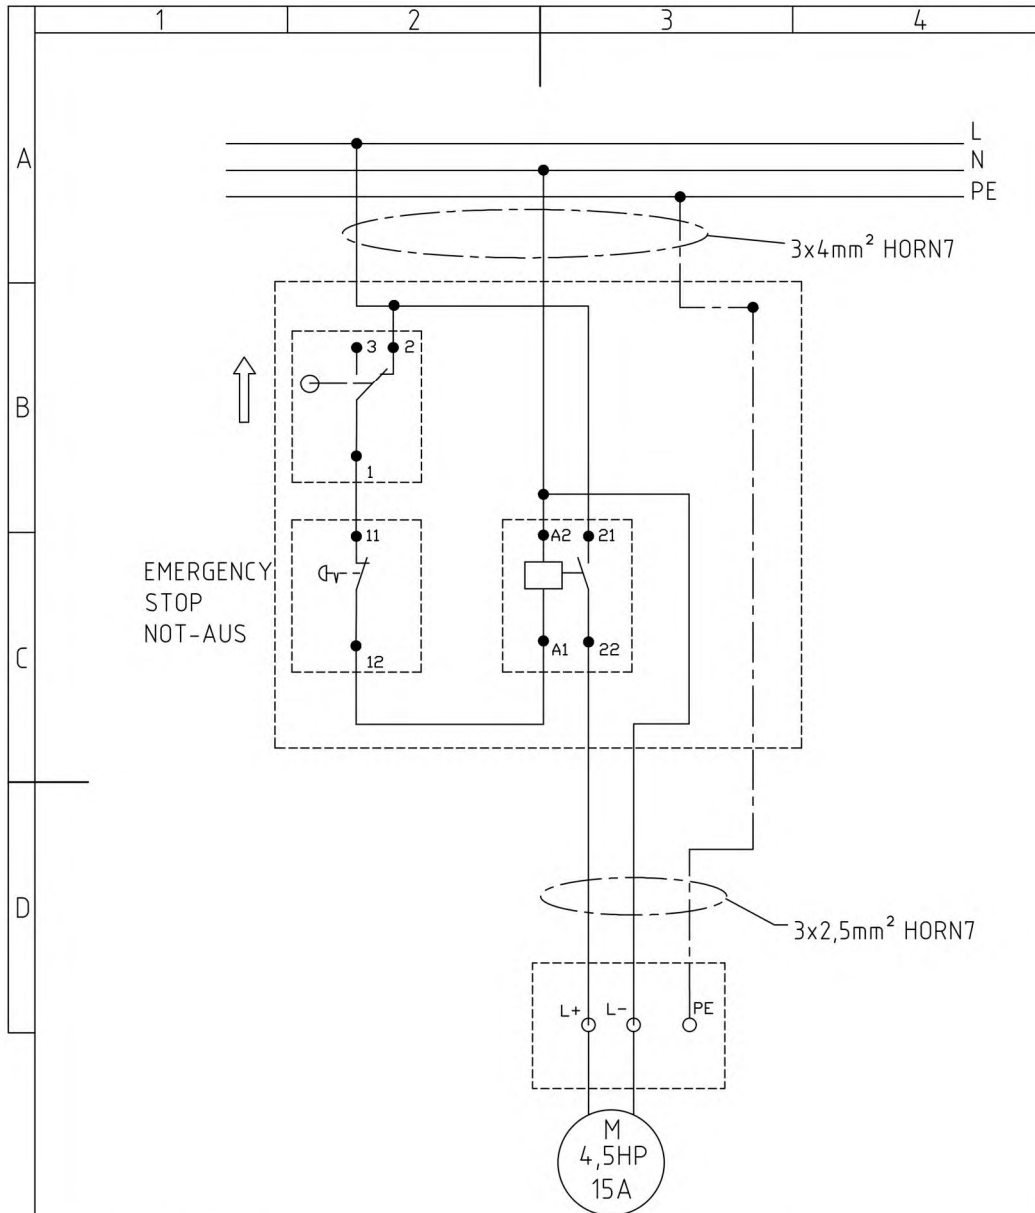 1 2 3 4
A
L
N
PE
3x4mm² HORN7
B
3 2
1
11
A2 21
EMERGENCY
STOP
NOT-AUS
C
12
A1 22
D
3x2,5mm² HORN7
L+ L- PE
M
4,5HP
15A